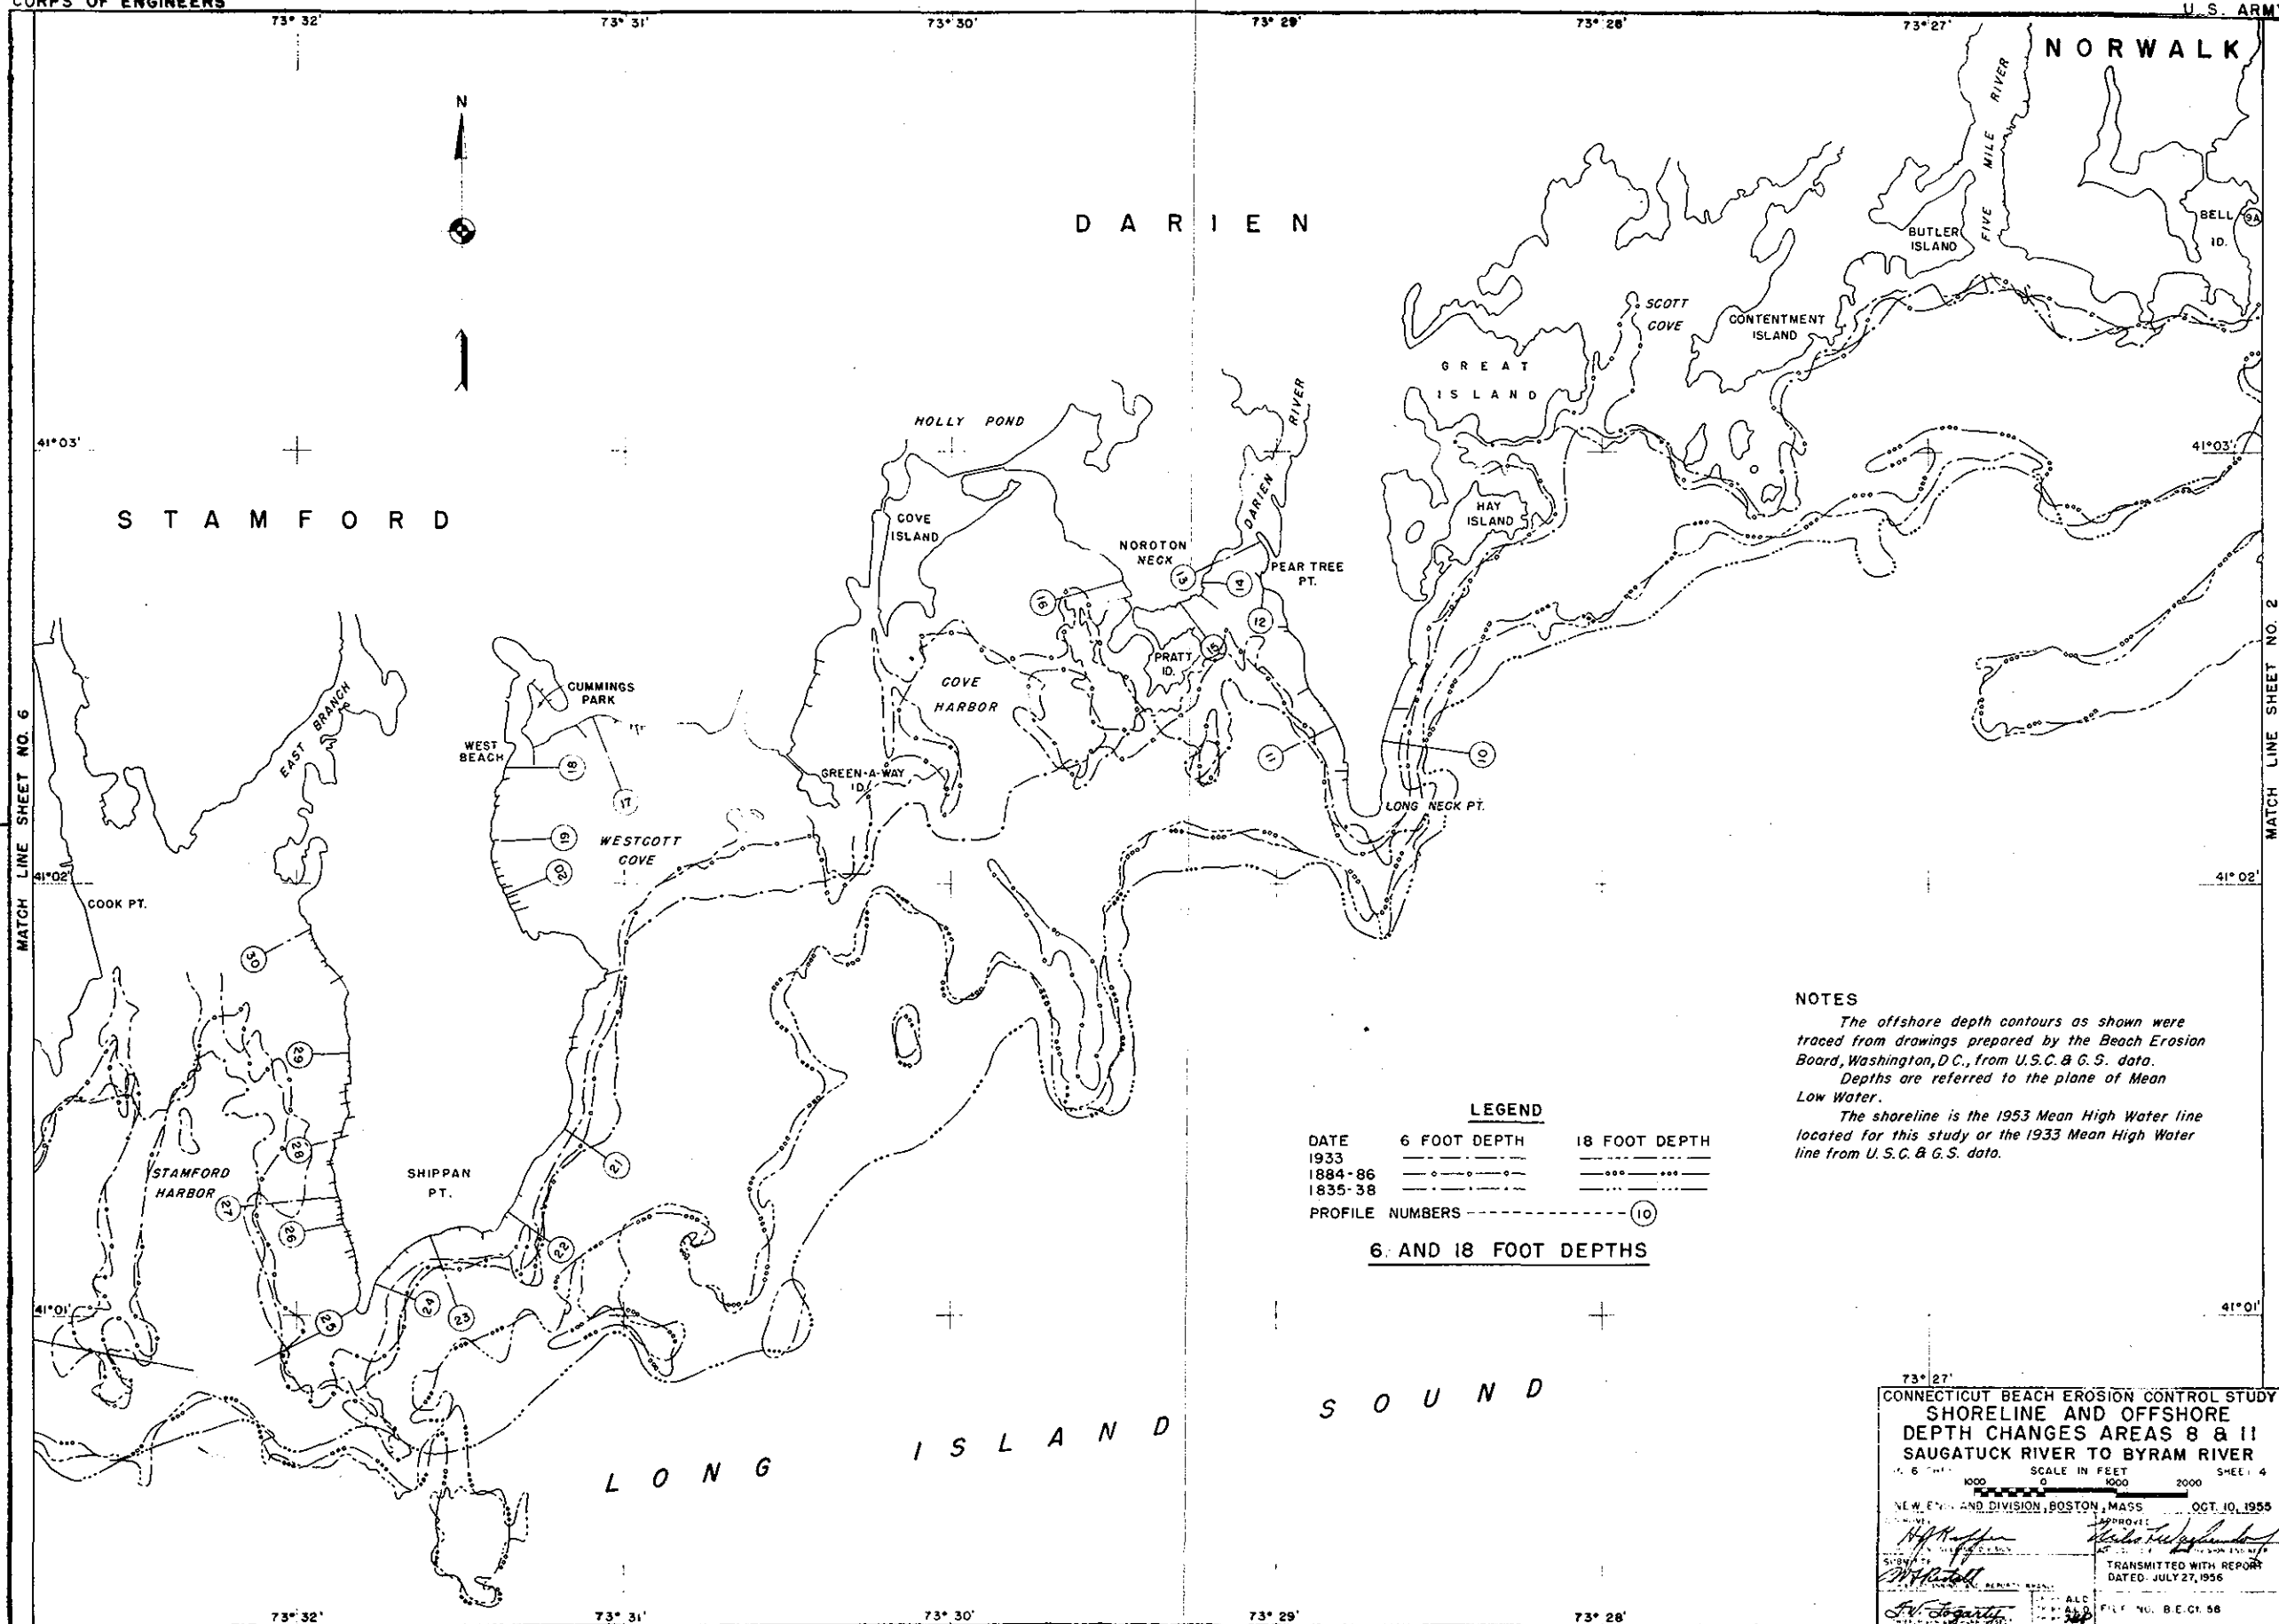 CORPS OF ENGINEERS
U.S. ARMY
73° 32'
73° 31'
73° 30'
73° 29'
73° 28'
73° 27'
NORWALK
N
FIVE MILE RIVER
BELL ID.
9A
DARIEN
BUTLER ISLAND
SCOTT COVE
CONTENTMENT ISLAND
GREAT ISLAND
HOLLY POND
DARIEN RIVER
41° 03'
41° 03'
STAMFORD
COVE ISLAND
HAY ISLAND
NOROTON NECK
13
14
PEAR TREE PT.
16
12
15
PRATT ID.
COVE HARBOR
CUMMINGS PARK
EAST BRANCH
WEST BEACH
18
17
GREEN-A-WAY ID.
11
10
LONG NECK PT.
19
WESTCOTT COVE
20
MATCH LINE SHEET NO. 6
MATCH LINE SHEET NO. 2
41° 02'
41° 02'
COOK PT.
30
29
28
STAMFORD HARBOR
27
26
SHIPPAN PT.
21
22
25
24
23
41° 01'
41° 01'
NOTES
The offshore depth contours as shown were
traced from drawings prepared by the Beach Erosion
Board, Washington, D C., from U.S.C. & G.S. data.
Depths are referred to the plane of Mean
Low Water.
The shoreline is the 1953 Mean High Water line
located for this study or the 1933 Mean High Water
line from U.S.C. & G.S. data.
LEGEND
DATE 6 FOOT DEPTH 18 FOOT DEPTH
1933
1884-86
1835-38
PROFILE NUMBERS 10
6 AND 18 FOOT DEPTHS
LONG ISLAND SOUND
73° 27'
CONNECTICUT BEACH EROSION CONTROL STUDY
SHORELINE AND OFFSHORE
DEPTH CHANGES AREAS 8 & 11
SAUGATUCK RIVER TO BYRAM RIVER
SCALE IN FEET SHEET 4
1000 0 1000 2000
NEW ENGLAND DIVISION, BOSTON, MASS OCT. 10, 1955
APPROVED
TRANSMITTED WITH REPORT
DATED JULY 27, 1956
FILE NO. B.E.Ct. 58
73° 32'
73° 31'
73° 30'
73° 29'
73° 28'